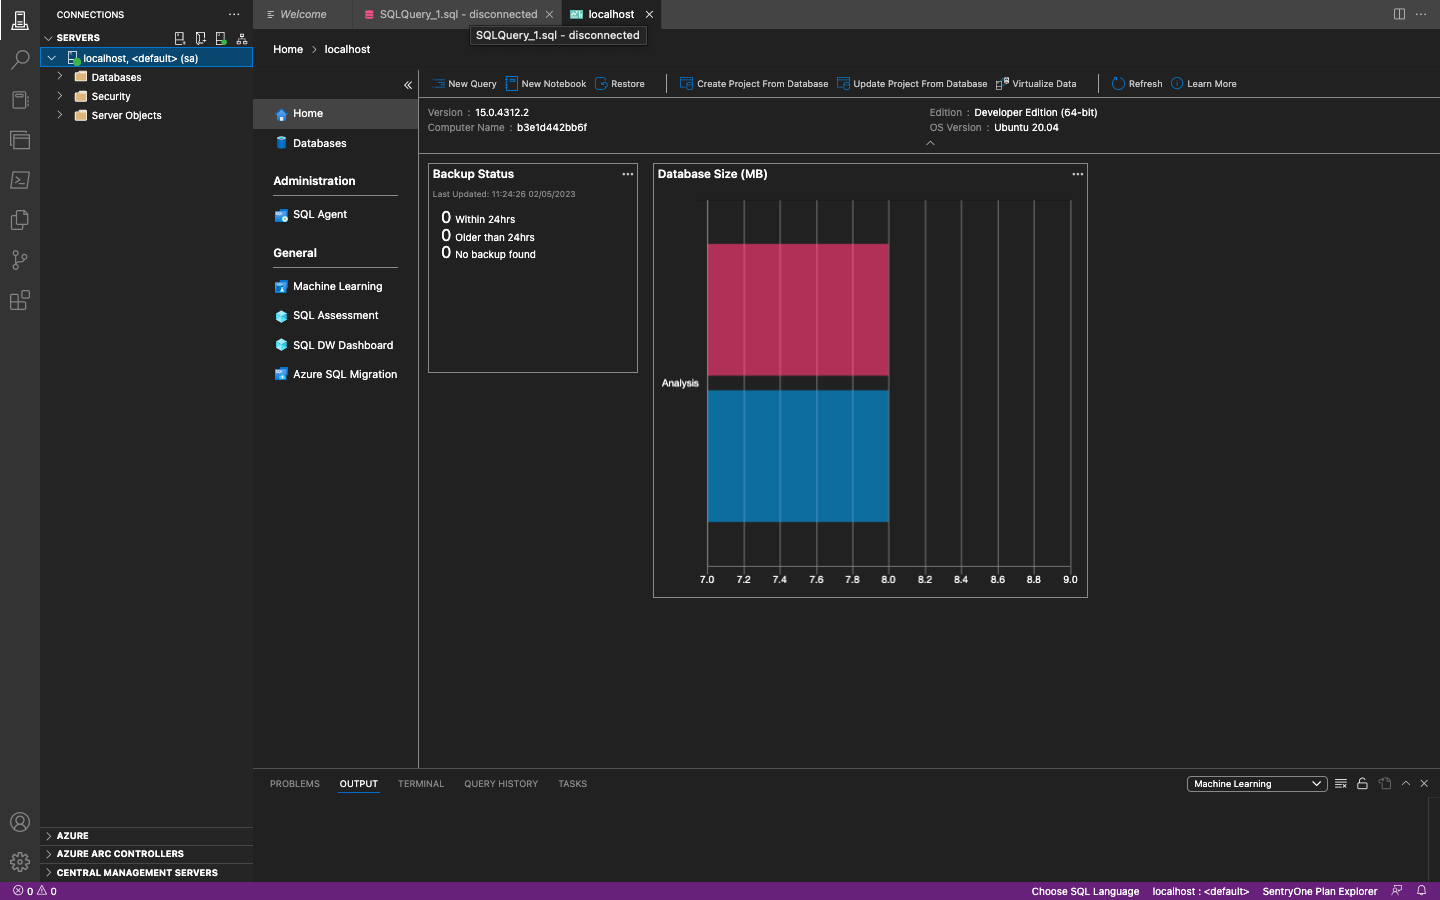 CONNECTIONS
SERVERS
localhost, <default> (sa)
Databases
Security
Server Objects
AZURE
AZURE ARC CONTROLLERS
CENTRAL MANAGEMENT SERVERS
Welcome
SQLQuery_1.sql - disconnected
localhost
SQLQuery_1.sql - disconnected
Home > localhost
Home
Databases
Administration
SQL Agent
General
Machine Learning
SQL Assessment
SQL DW Dashboard
Azure SQL Migration
New Query New Notebook Restore Create Project From Database Update Project From Database Virtualize Data Refresh Learn More
Version : 15.0.4312.2
Computer Name : b3e1d442bb6f
Edition : Developer Edition (64-bit)
OS Version : Ubuntu 20.04
Backup Status
Last Updated: 11:24:26 02/05/2023
0 Within 24hrs
0 Older than 24hrs
0 No backup found
Database Size (MB)
Analysis
7.0 7.2 7.4 7.6 7.8 8.0 8.2 8.4 8.6 8.8 9.0
PROBLEMS OUTPUT TERMINAL QUERY HISTORY TASKS
Machine Learning
0 0
Choose SQL Language localhost : <default> SentryOne Plan Explorer